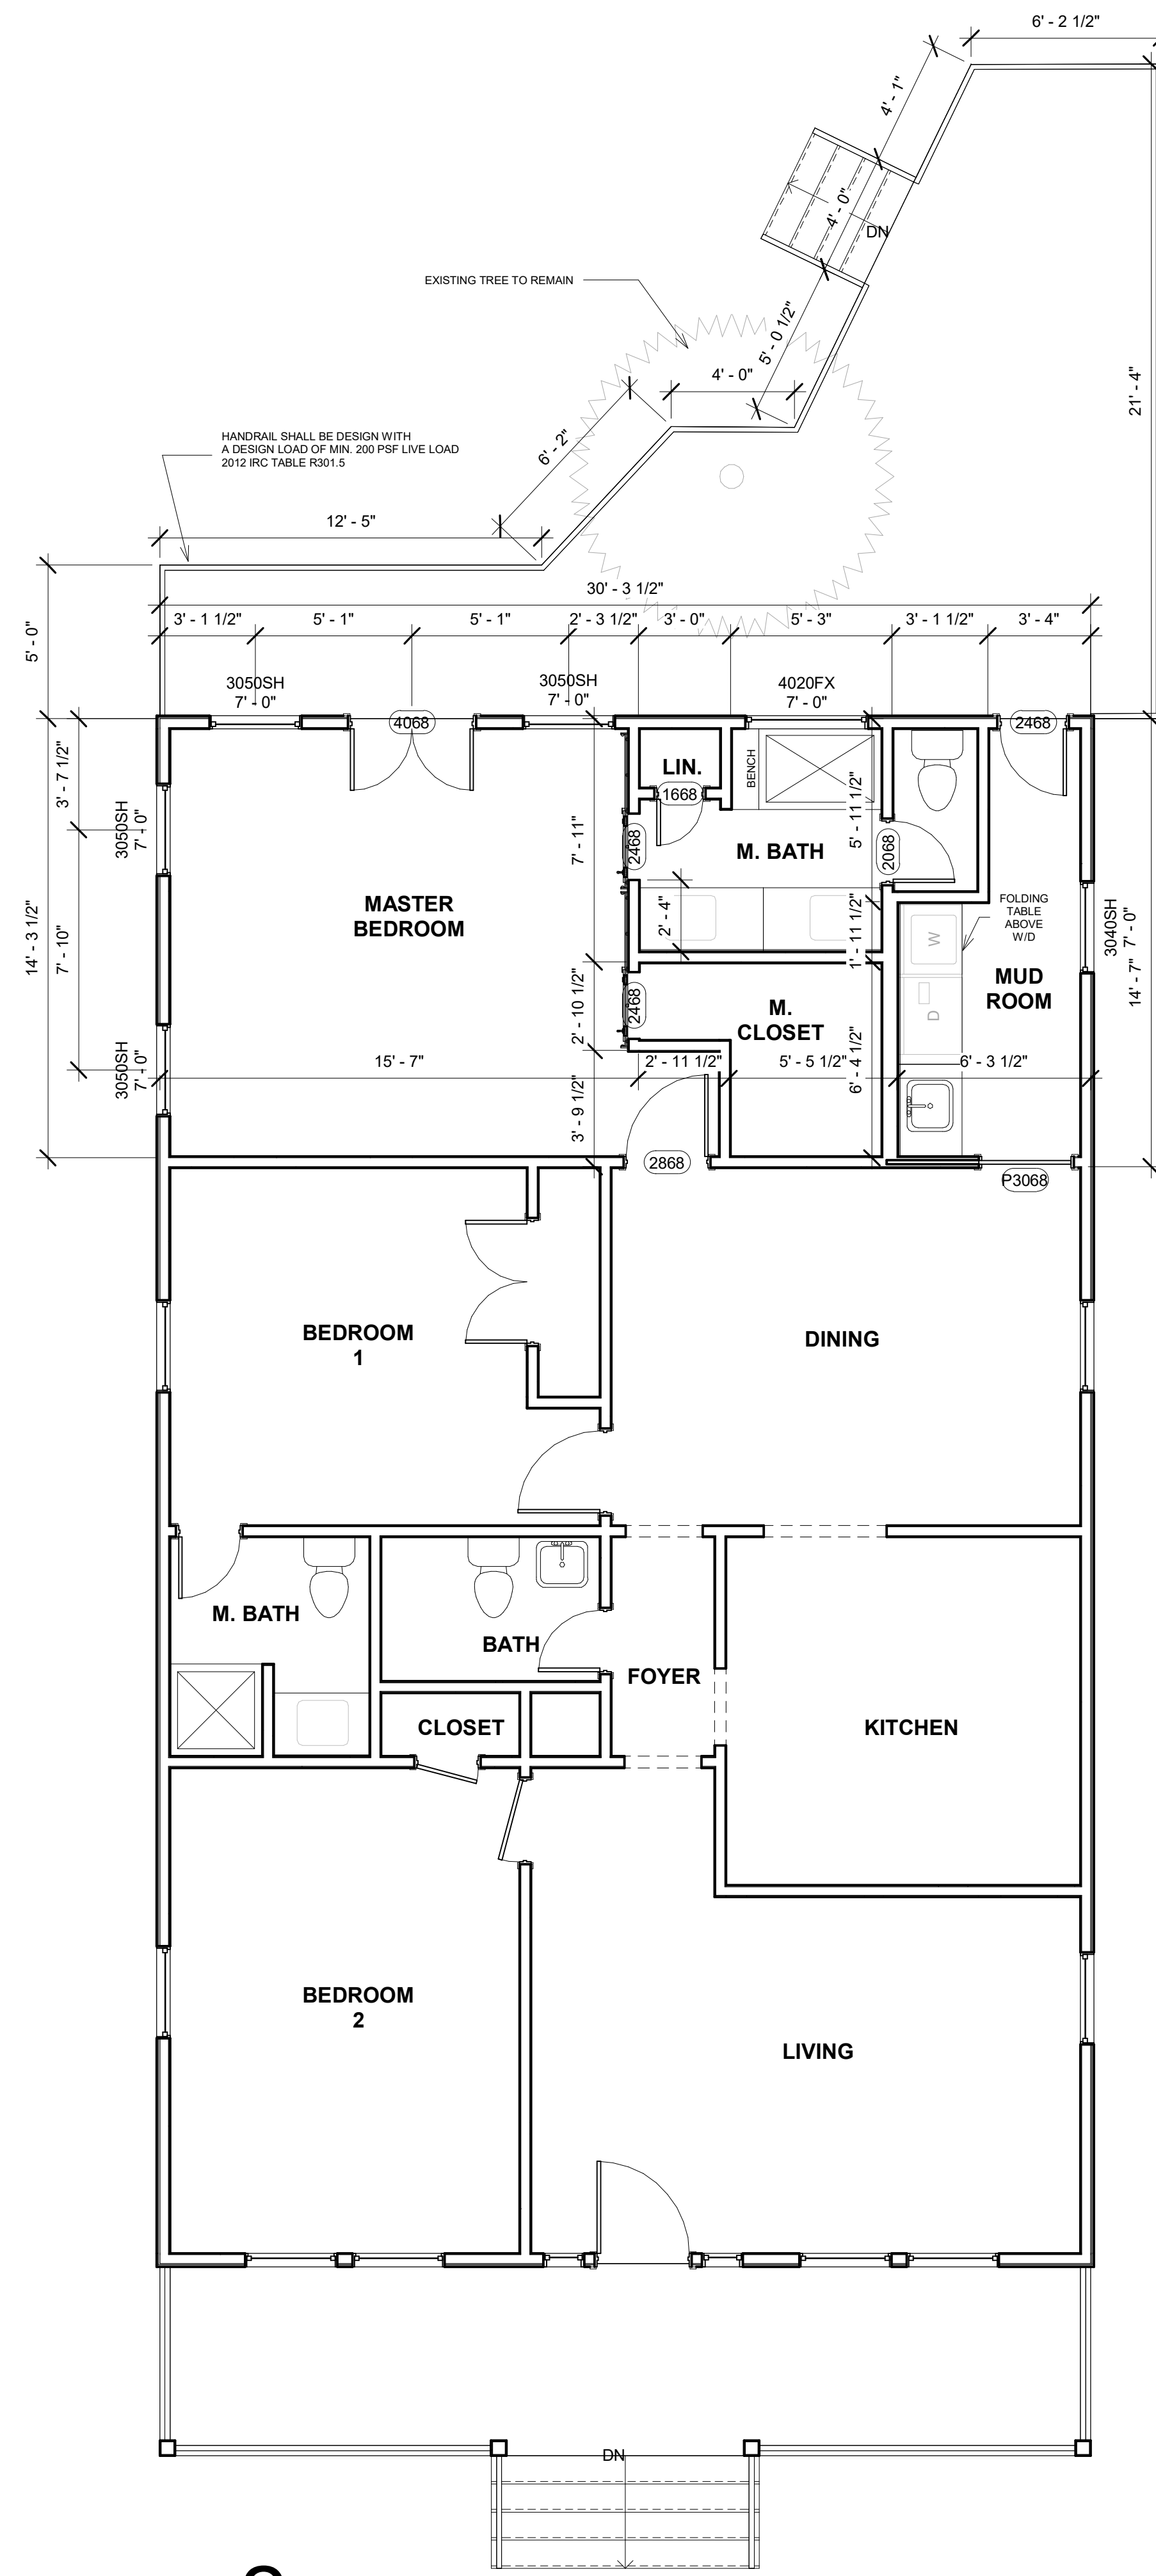 6' - 2 1/2"
4' - 1"
4' - 0"
DN
EXISTING TREE TO REMAIN
5' - 0 1/2"
4' - 0"
21' - 4"
6' - 2"
HANDRAIL SHALL BE DESIGN WITH
A DESIGN LOAD OF MIN. 200 PSF LIVE LOAD
2012 IRC TABLE R301.5
12' - 5"
30' - 3 1/2"
3' - 1 1/2"
5' - 1"
5' - 1"
2' - 3 1/2"
3' - 0"
5' - 3"
3' - 1 1/2"
3' - 4"
5' - 0"
3050SH
7' - 0"
3050SH
7' - 0"
4020FX
7' - 0"
4068
2468
3' - 7 1/2"
3050SH
7' - 0"
LIN.
1668
BENCH
5' - 11 1/2"
7' - 11"
2468
M. BATH
2068
MASTER
BEDROOM
2' - 4"
FOLDING
TABLE
ABOVE
W/D
W
3040SH
7' - 0"
14' - 3 1/2"
7' - 10"
1' - 11 1/2"
14' - 7"
MUD
ROOM
D
2' - 10 1/2"
2468
M.
CLOSET
3050SH
7' - 0"
15' - 7"
2' - 11 1/2"
5' - 5 1/2"
6' - 4 1/2"
6' - 3 1/2"
3' - 9 1/2"
2868
P3068
BEDROOM
1
DINING
M. BATH
BATH
FOYER
CLOSET
KITCHEN
BEDROOM
2
LIVING
DN